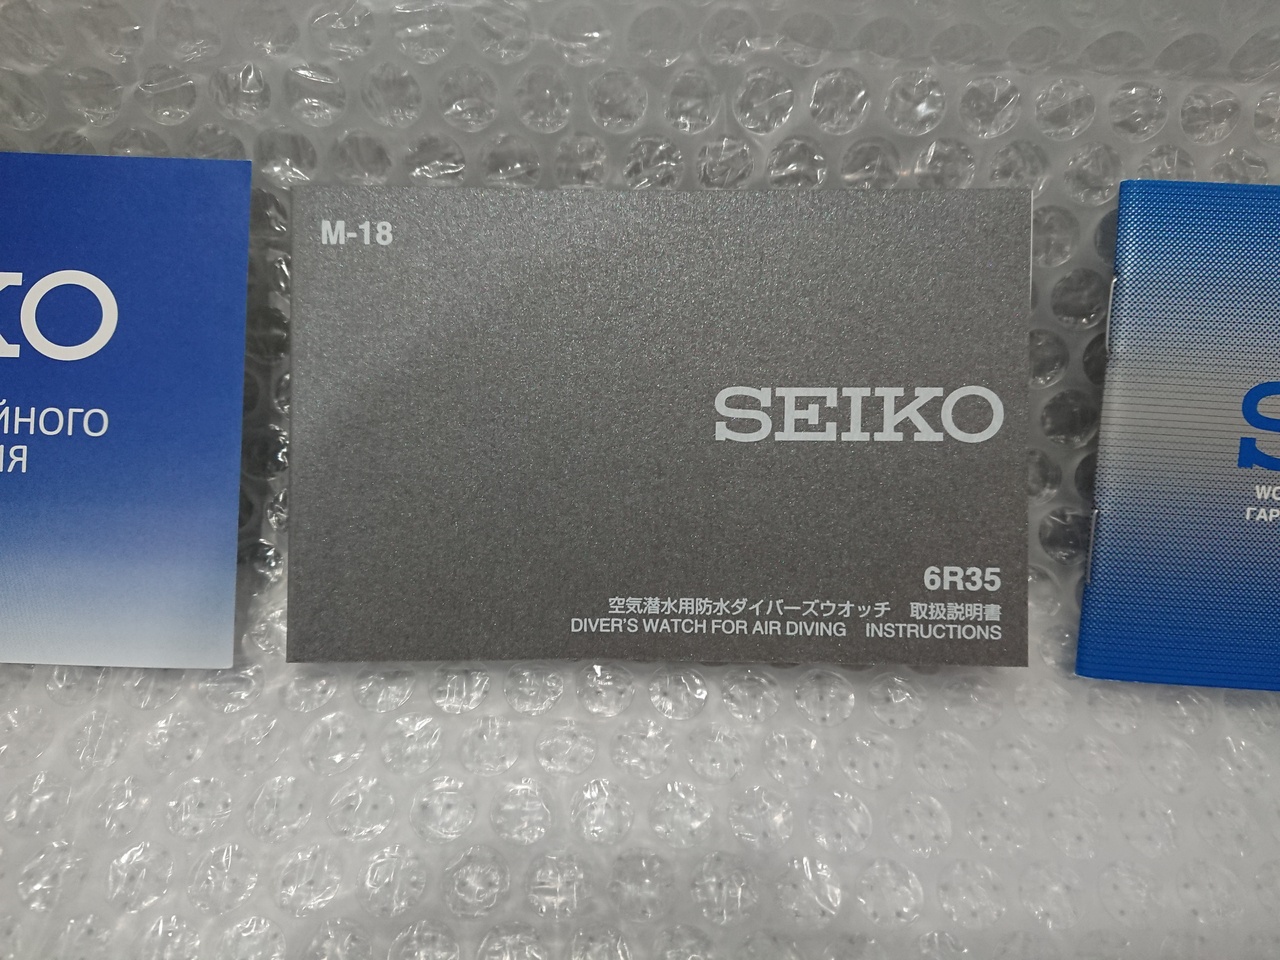 KO
ЙНОГО
ИЯ
M-18
SEIKO
6R35
空気潜水用防水ダイバーズウオッチ 取扱説明書
DIVER'S WATCH FOR AIR DIVING INSTRUCTIONS
S
WO
ГАР